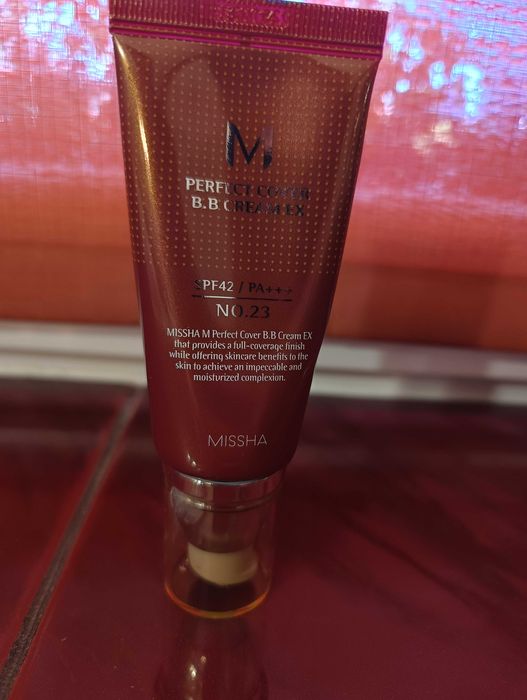 M
PERFECT COVER
B.B CREAM EX
SPF42 / PA+++
NO.23
MISSHA M Perfect Cover B.B Cream EX
that provides a full-coverage finish
while offering skincare benefits to the
skin to achieve an impeccable and
moisturized complexion.
MISSHA